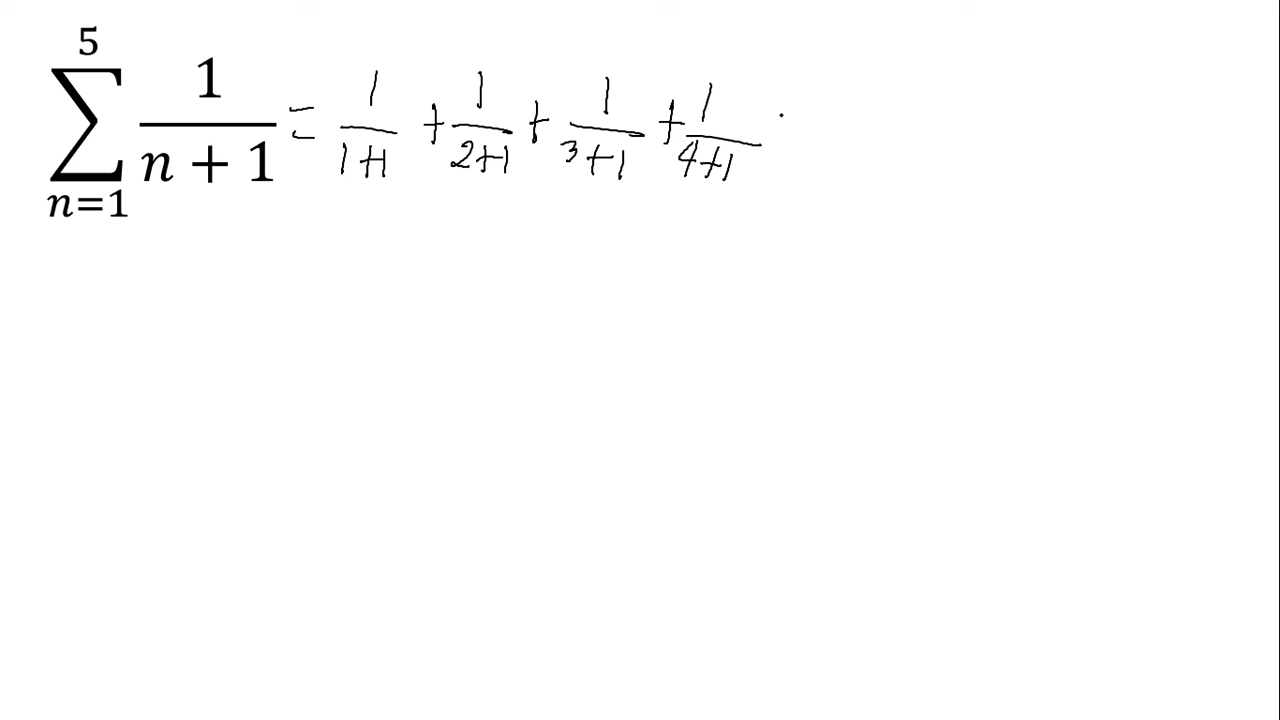 5
∑ 1/(n + 1) = 1/(1+1) + 1/(2+1) + 1/(3+1) + 1/(4+1)
n=1